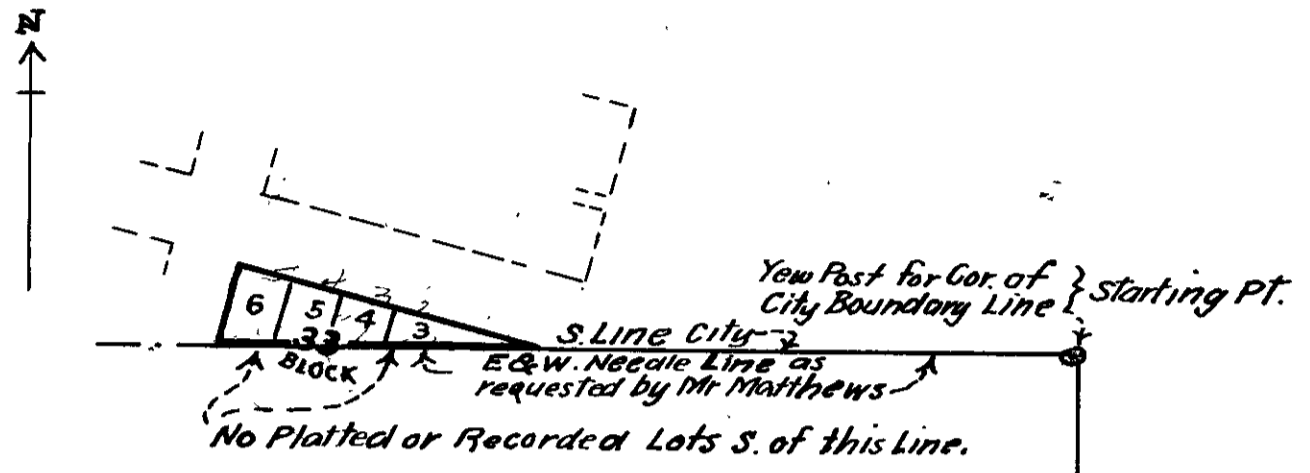 N
Yew Post for Cor. of
City Boundary Line } Starting Pt.
6 5 4 3
33
BLOCK
S. Line City
E & W. Needle Line as
requested by Mr Matthews
No Platted or Recorded Lots S. of this Line.